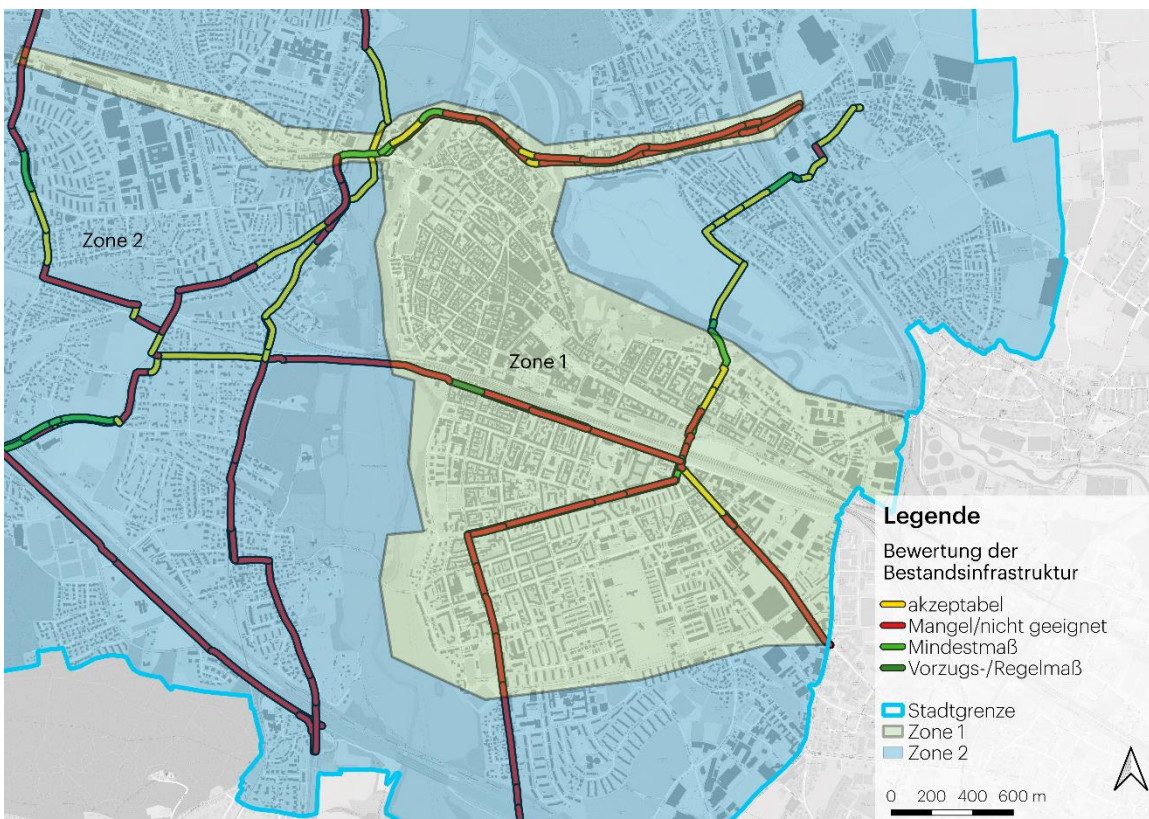 Zone 2
Zone 1
Legende
Bewertung der
Bestandsinfrastruktur
akzeptabel
Mangel/nicht geeignet
Mindestmaß
Vorzugs-/Regelmaß
Stadtgrenze
Zone 1
Zone 2
0 200 400 600 m